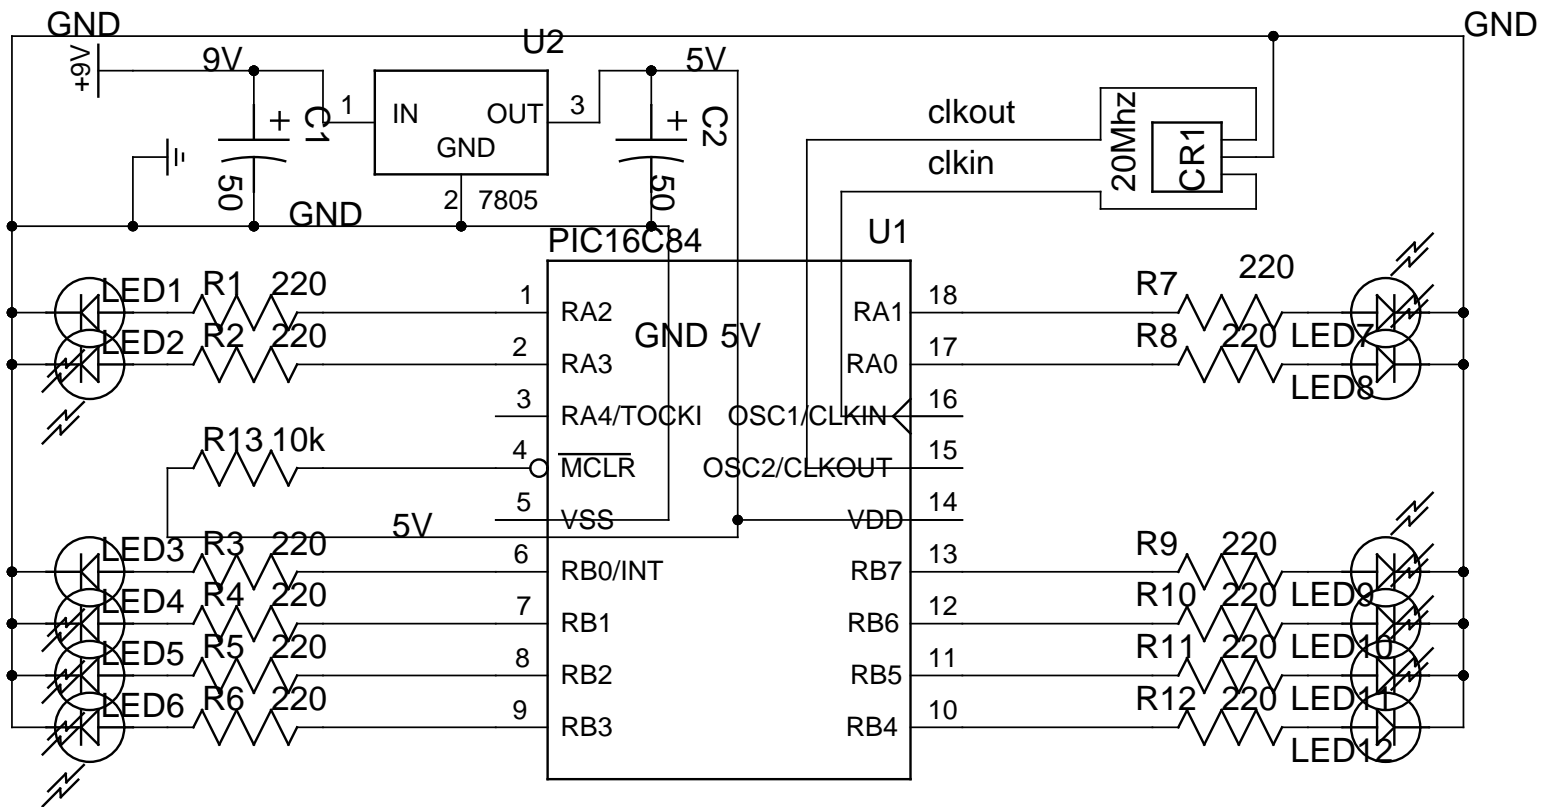 GND
GND
U2
+9V
9V
5V
C1
C2
1
IN
OUT
3
GND
2
7805
50
50
clkout
clkin
20Mhz
CR1
GND
PIC16C84
U1
LED1
R1
220
1
RA2
RA1
18
R7
220
GND
5V
LED2
R2
220
2
RA3
RA0
17
R8
220
LED7
LED8
3
RA4/TOCKI
OSC1/CLKIN
16
R13
10k
4
MCLR
OSC2/CLKOUT
15
5
VSS
VDD
14
5V
LED3
R3
220
6
RB0/INT
RB7
13
R9
220
LED4
R4
220
7
RB1
RB6
12
R10
220
LED9
LED5
R5
220
8
RB2
RB5
11
R11
220
LED10
LED6
R6
220
9
RB3
RB4
10
R12
220
LED11
LED12